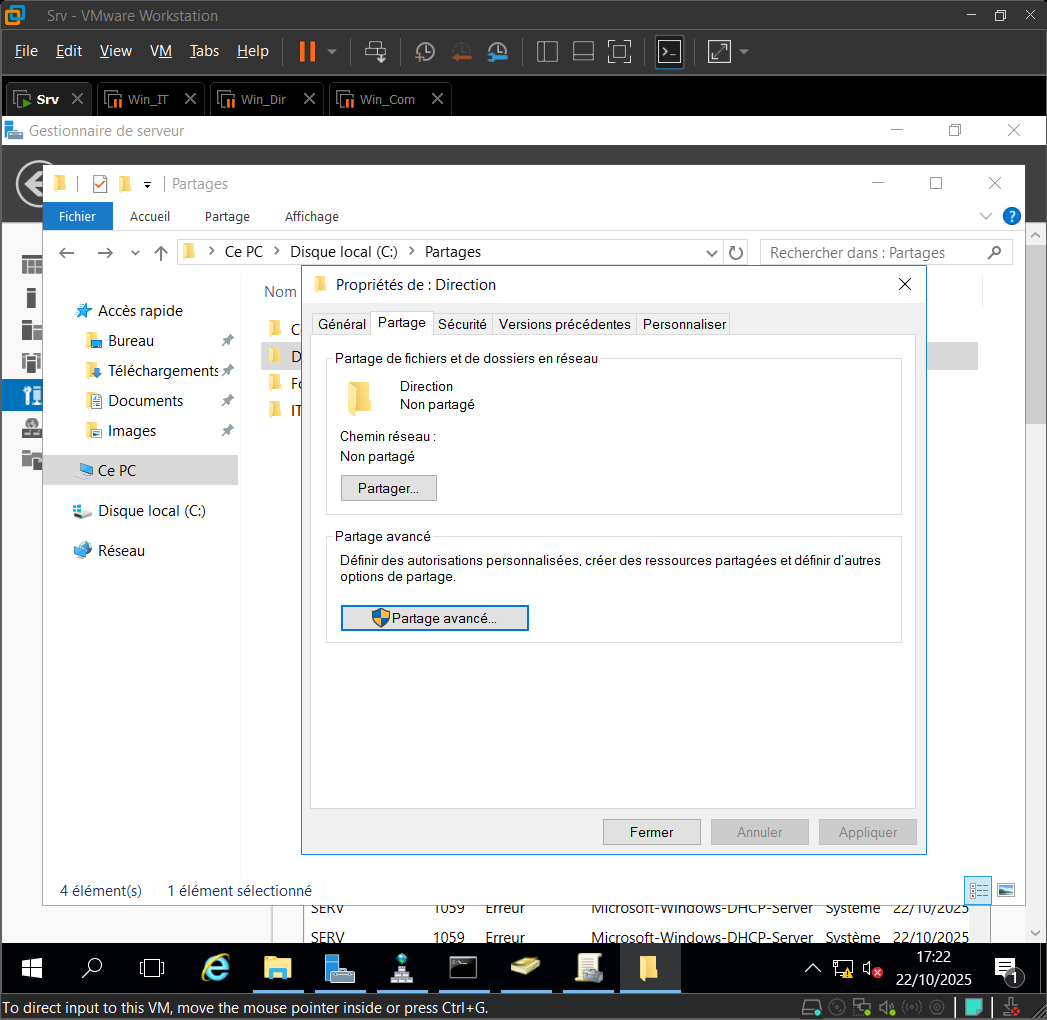 Srv - VMware Workstation
File Edit View VM Tabs Help
Srv Win_IT Win_Dir Win_Com
Gestionnaire de serveur
Partages
Fichier Accueil Partage Affichage
Ce PC Disque local (C:) Partages
Rechercher dans : Partages
Nom
Accès rapide
Bureau
Téléchargements
Documents
Images
Ce PC
Disque local (C:)
Réseau
IT
Propriétés de : Direction
Général Partage Sécurité Versions précédentes Personnaliser
Partage de fichiers et de dossiers en réseau
Direction
Non partagé
Chemin réseau :
Non partagé
Partager...
Partage avancé
Définir des autorisations personnalisées, créer des ressources partagées et définir d'autres
options de partage.
Partage avancé...
Fermer Annuler Appliquer
4 élément(s) 1 élément sélectionné
SERV 1059 Erreur Microsoft-Windows-DHCP-Server Système 22/10/2025
SERV 1059 Erreur Microsoft-Windows-DHCP-Server Système 22/10/2025
17:22
22/10/2025
1
To direct input to this VM, move the mouse pointer inside or press Ctrl+G.